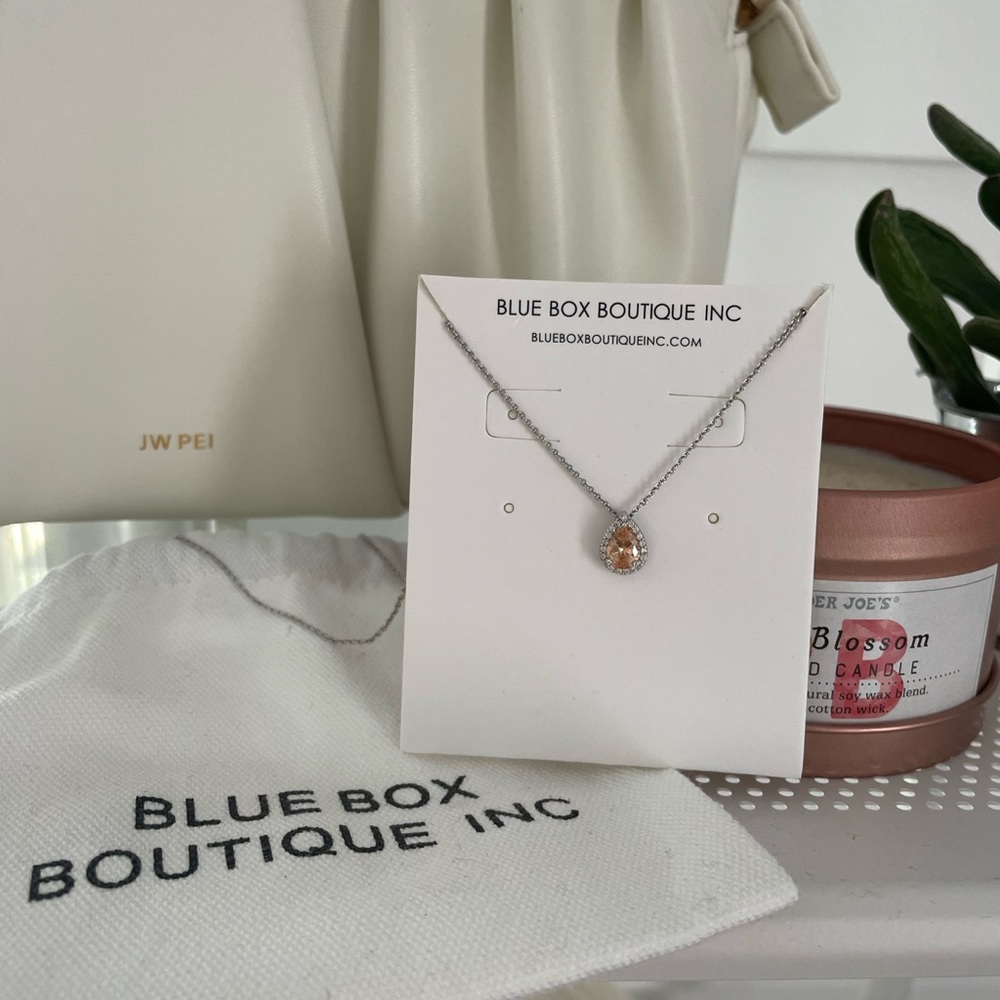 JW PEI
BLUE BOX BOUTIQUE INC
BLUEBOXBOUTIQUEINC.COM
JOE'S®
Blossom
B
CANDLE
soy wax blend.
cotton wick.
BLUE BOX
BOUTIQUE INC